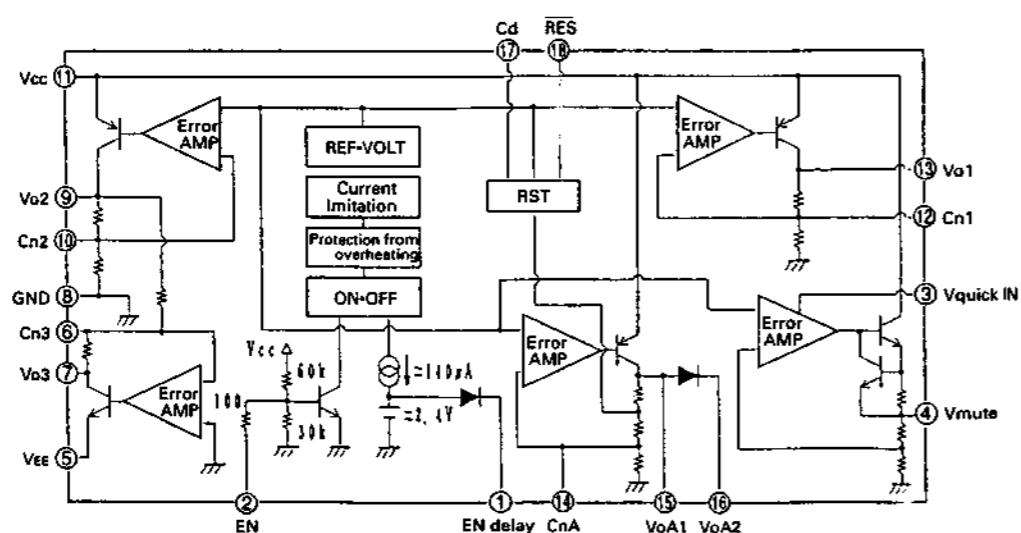 Cd RES
17 18
Vcc 11
Error AMP
REF-VOLT
Current Imitation
Protection from overheating
ON•OFF
RST
Error AMP
13 Vo1
12 Cn1
Vo2 9
Cn2 10
GND 8
Cn3 6
Vo3 7
VEE 5
Error AMP
100
Vcc
60k
30k
≒140μA
≒2.4V
Error AMP
Error AMP
3 Vquick IN
4 Vmute
2 1 14 15 16
EN EN delay CnA VoA1 VoA2